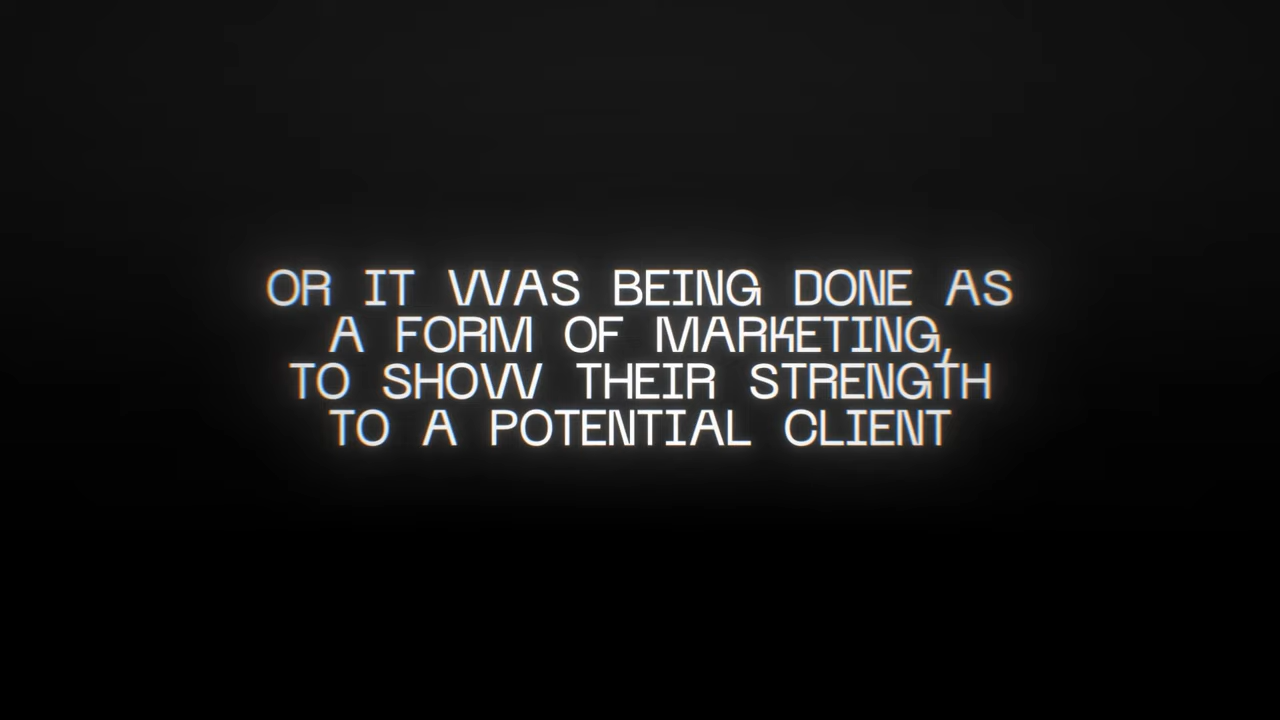 OR IT WAS BEING DONE AS
A FORM OF MARKETING,
TO SHOW THEIR STRENGTH
TO A POTENTIAL CLIENT